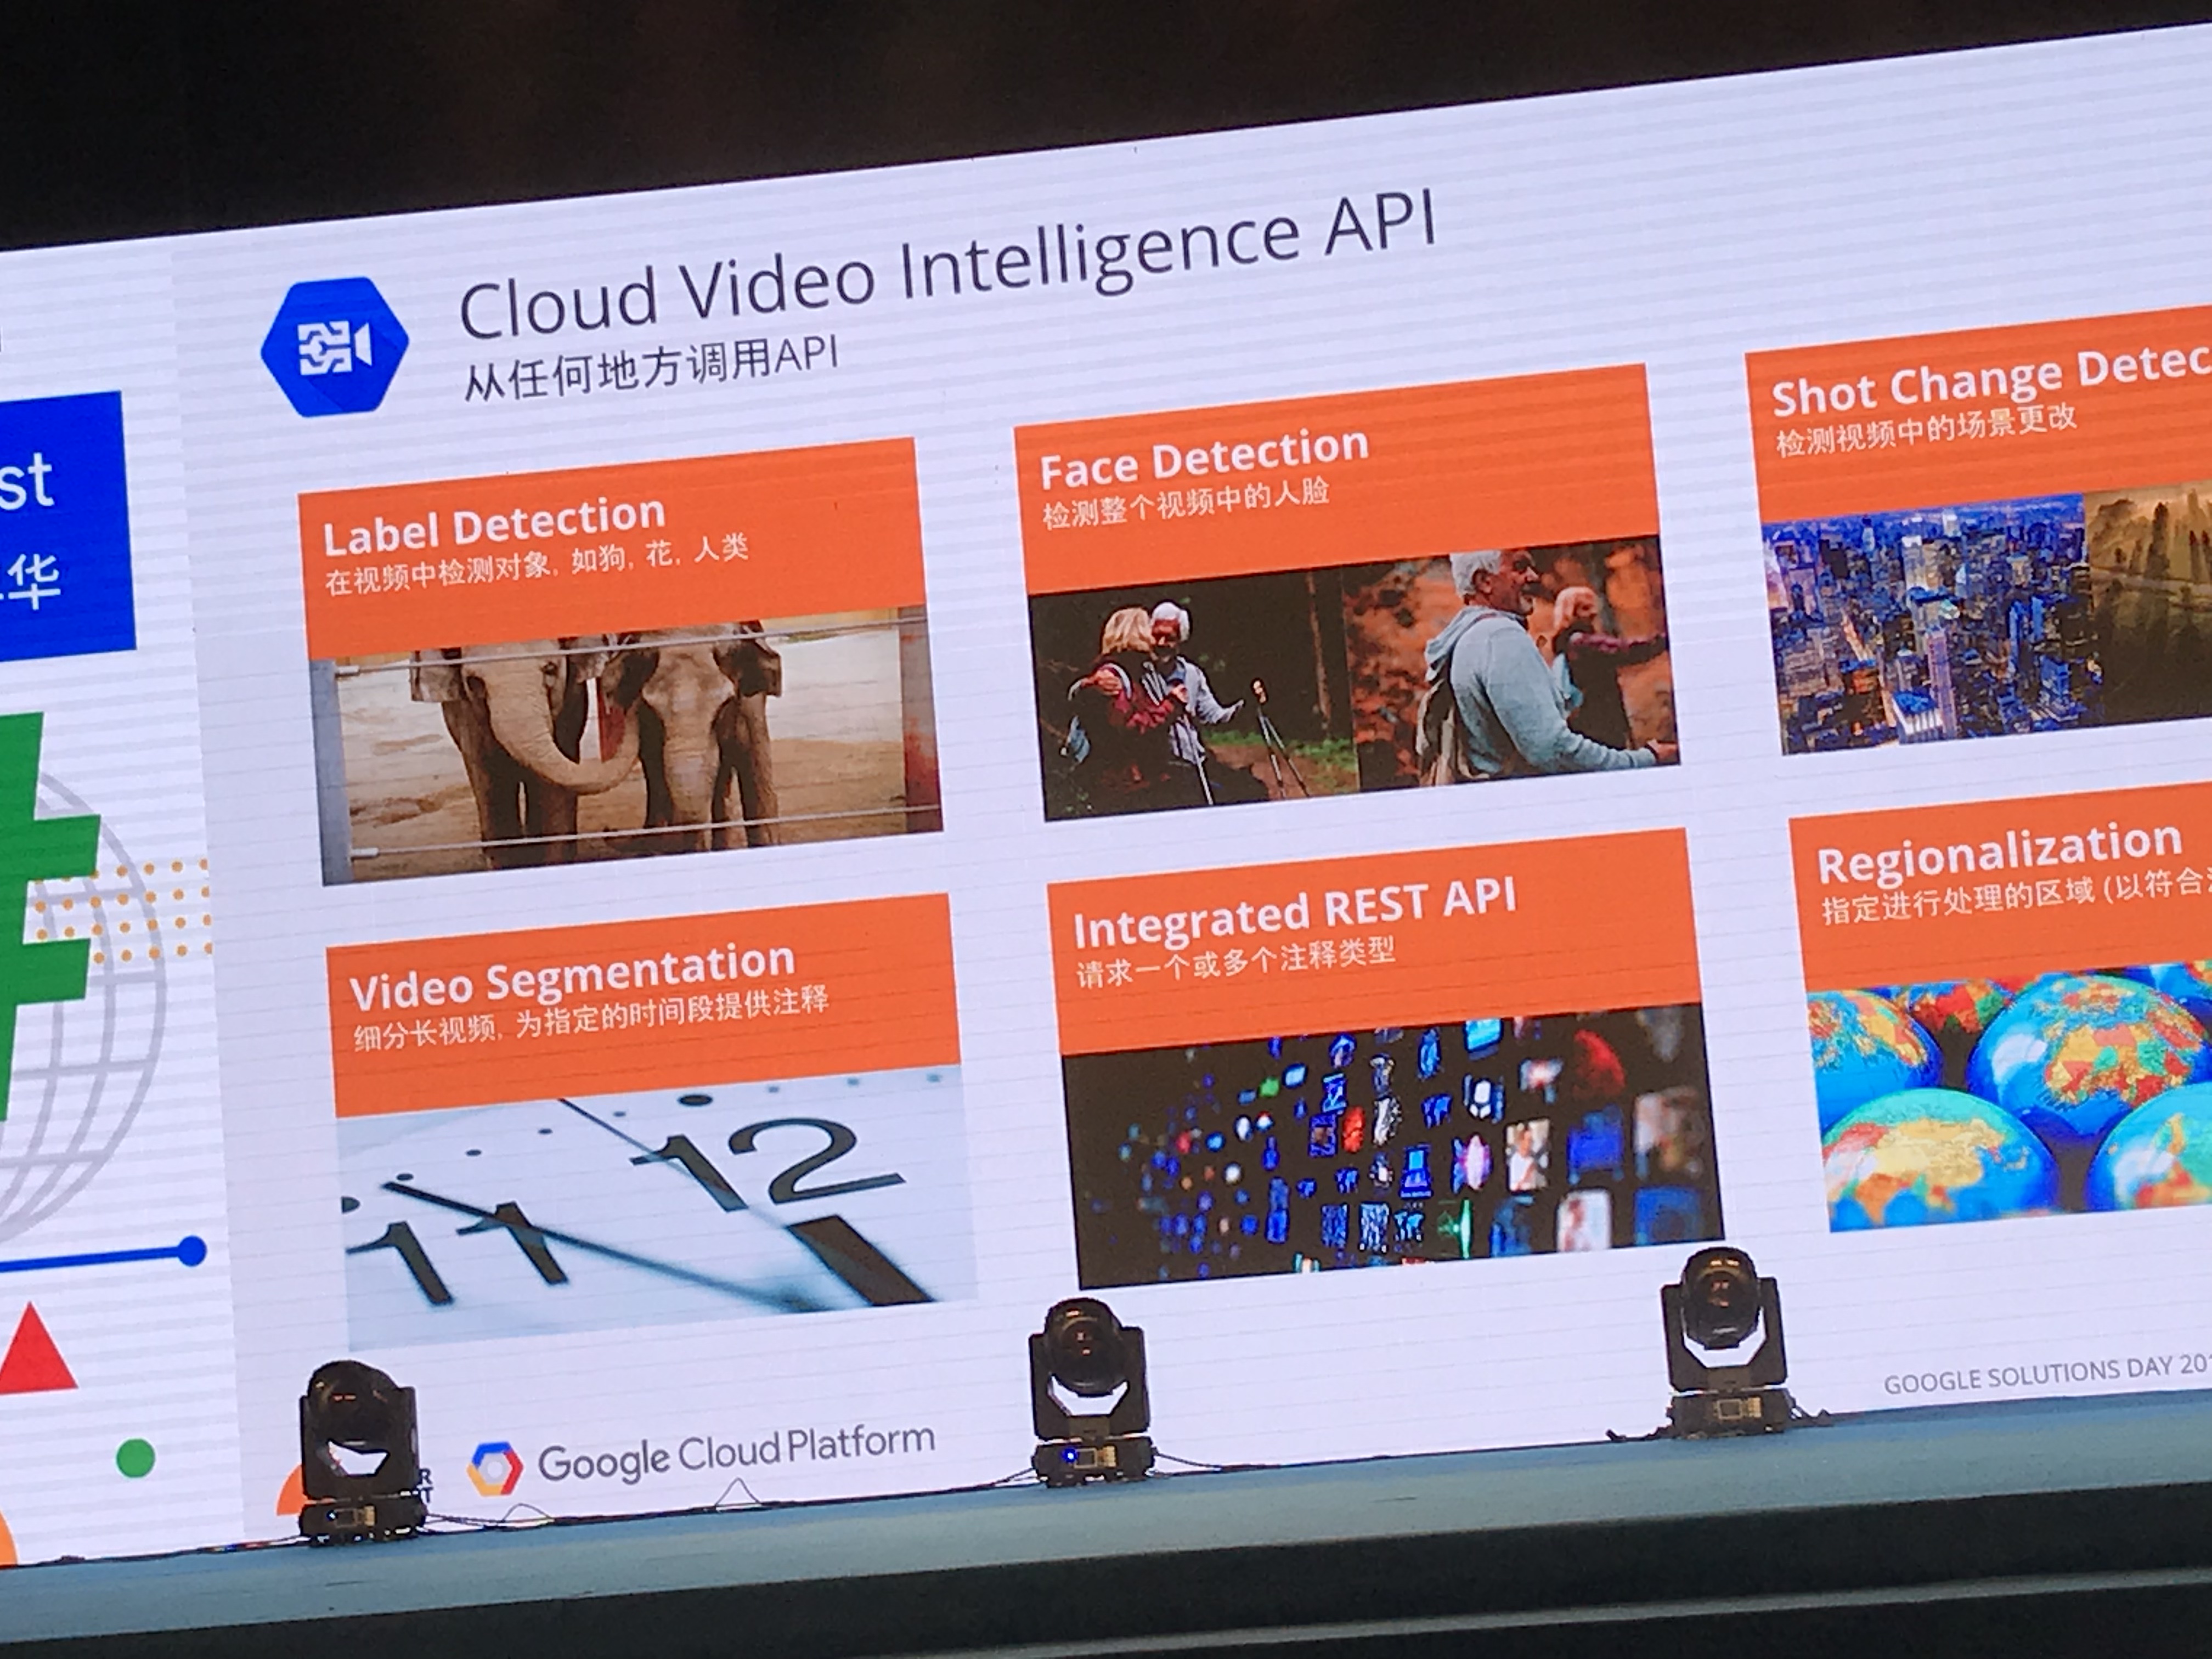 Cloud Video Intelligence API
从任何地方调用API
st
华
Label Detection
在视频中检测对象, 如狗, 花, 人类
Face Detection
检测整个视频中的人脸
Shot Change Detec
检测视频中的场景更改
Video Segmentation
细分长视频, 为指定的时间段提供注释
Integrated REST API
请求一个或多个注释类型
Regionalization
指定进行处理的区域 (以符合
12
11
Google Cloud Platform
GOOGLE SOLUTIONS DAY 201